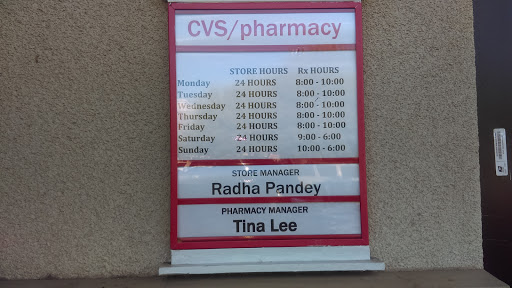 CVS/pharmacy
STORE HOURS Rx HOURS
Monday 24 HOURS 8:00 - 10:00
Tuesday 24 HOURS 8:00 - 10:00
Wednesday 24 HOURS 8:00 - 10:00
Thursday 24 HOURS 8:00 - 10:00
Friday 24 HOURS 8:00 - 10:00
Saturday 24 HOURS 9:00 - 6:00
Sunday 24 HOURS 10:00 - 6:00
STORE MANAGER
Radha Pandey
PHARMACY MANAGER
Tina Lee